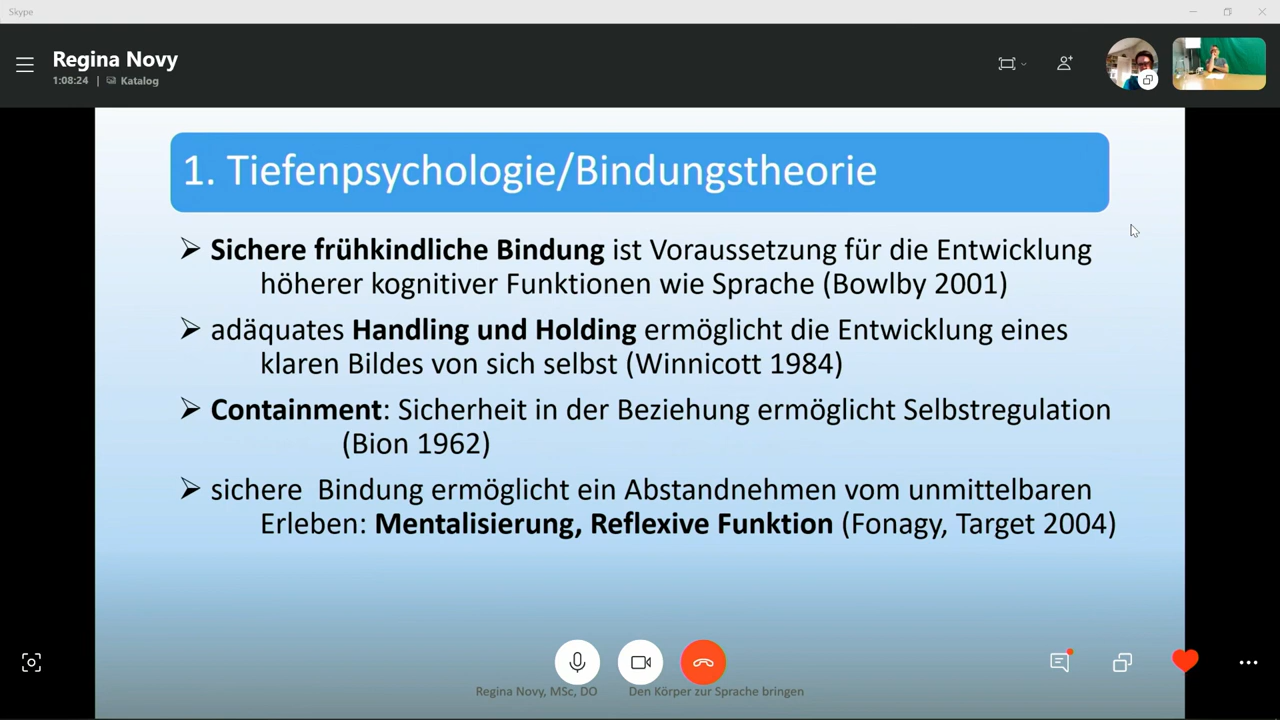 Skype
Regina Novy
1:08:24 | Katalog
1. Tiefenpsychologie/Bindungstheorie
➢ Sichere frühkindliche Bindung ist Voraussetzung für die Entwicklung
höherer kognitiver Funktionen wie Sprache (Bowlby 2001)
➢ adäquates Handling und Holding ermöglicht die Entwicklung eines
klaren Bildes von sich selbst (Winnicott 1984)
➢ Containment: Sicherheit in der Beziehung ermöglicht Selbstregulation
(Bion 1962)
➢ sichere Bindung ermöglicht ein Abstandnehmen vom unmittelbaren
Erleben: Mentalisierung, Reflexive Funktion (Fonagy, Target 2004)
Regina Novy, MSc, DO Den Körper zur Sprache bringen